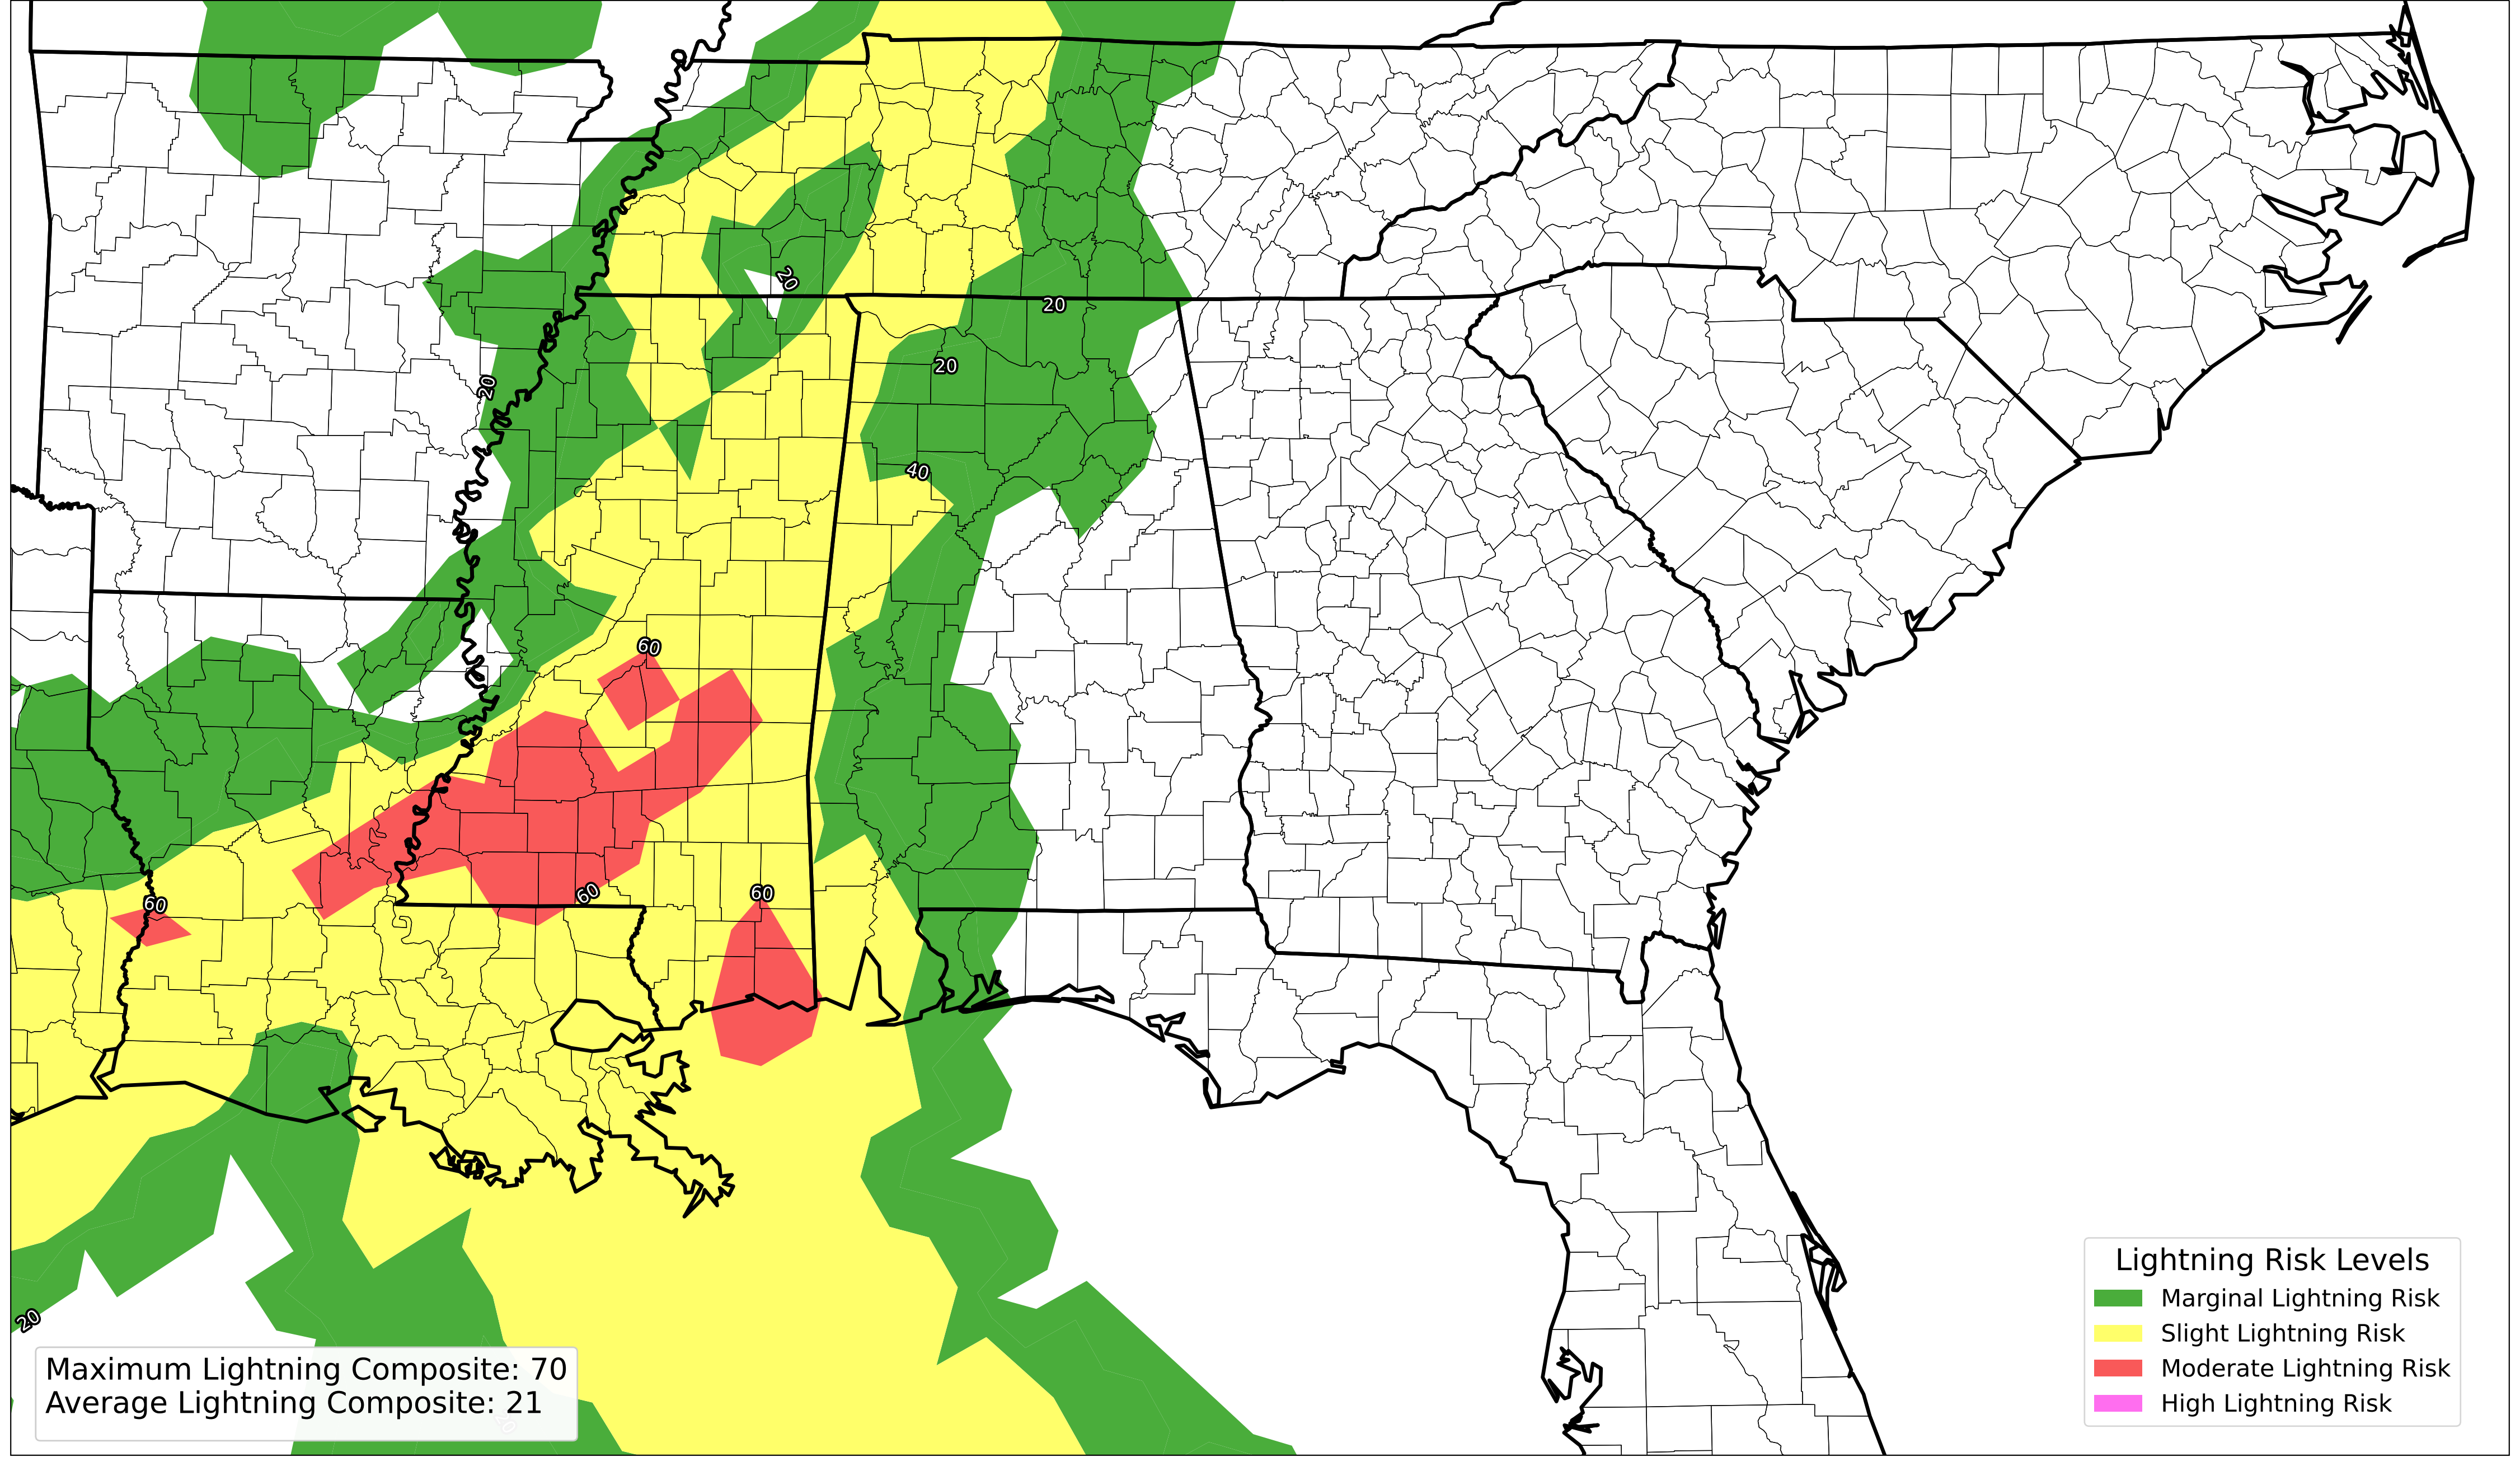 20
20
20
20
40
60
60
60
60
20
Lightning Risk Levels
Marginal Lightning Risk
Slight Lightning Risk
Moderate Lightning Risk
High Lightning Risk
Maximum Lightning Composite: 70
Average Lightning Composite: 21